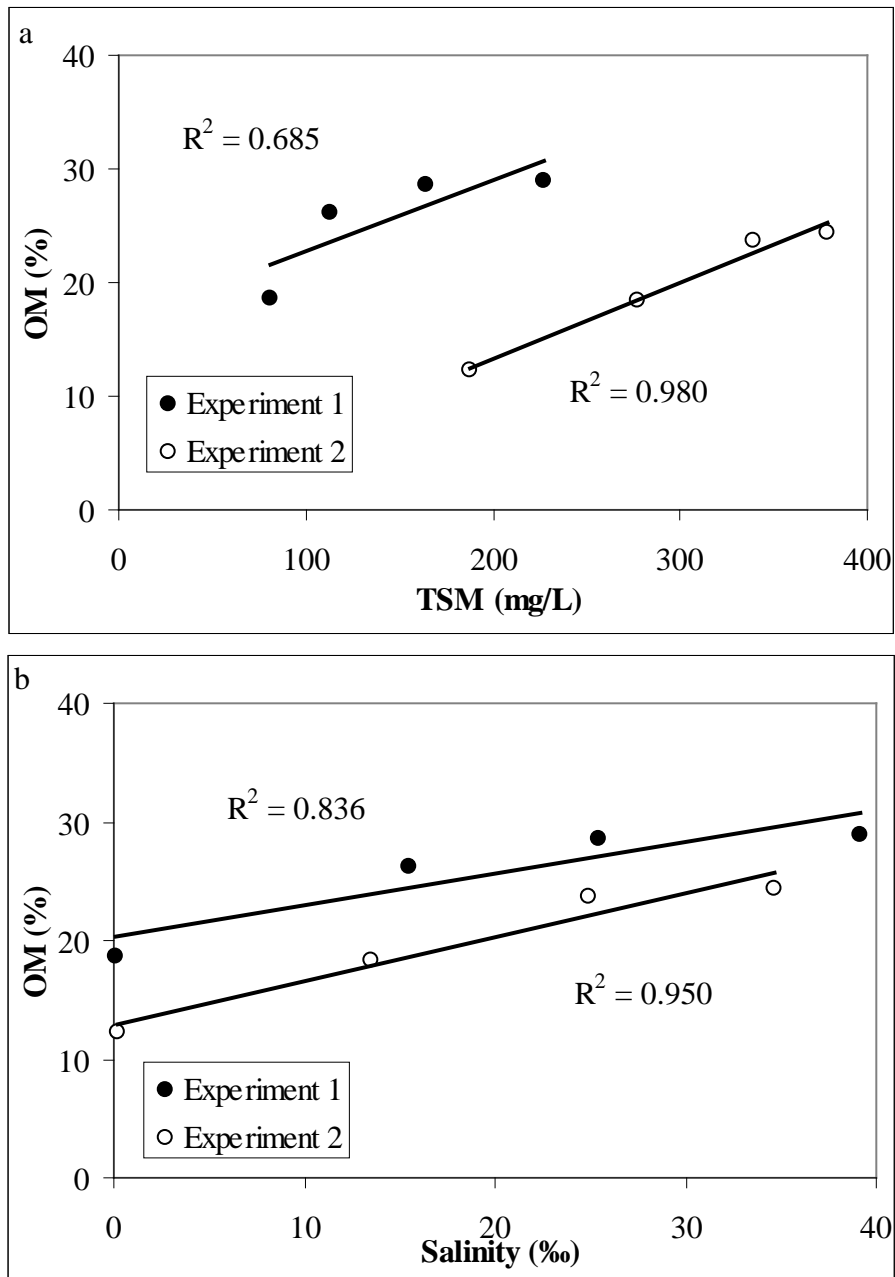 a
40
30
20
10
0
OM (%)
R² = 0.685
R² = 0.980
Experiment 1
Experiment 2
0 100 200 300 400
TSM (mg/L)
b
40
30
20
10
0
OM (%)
R² = 0.836
R² = 0.950
Experiment 1
Experiment 2
0 10 20 30 40
Salinity (‰)